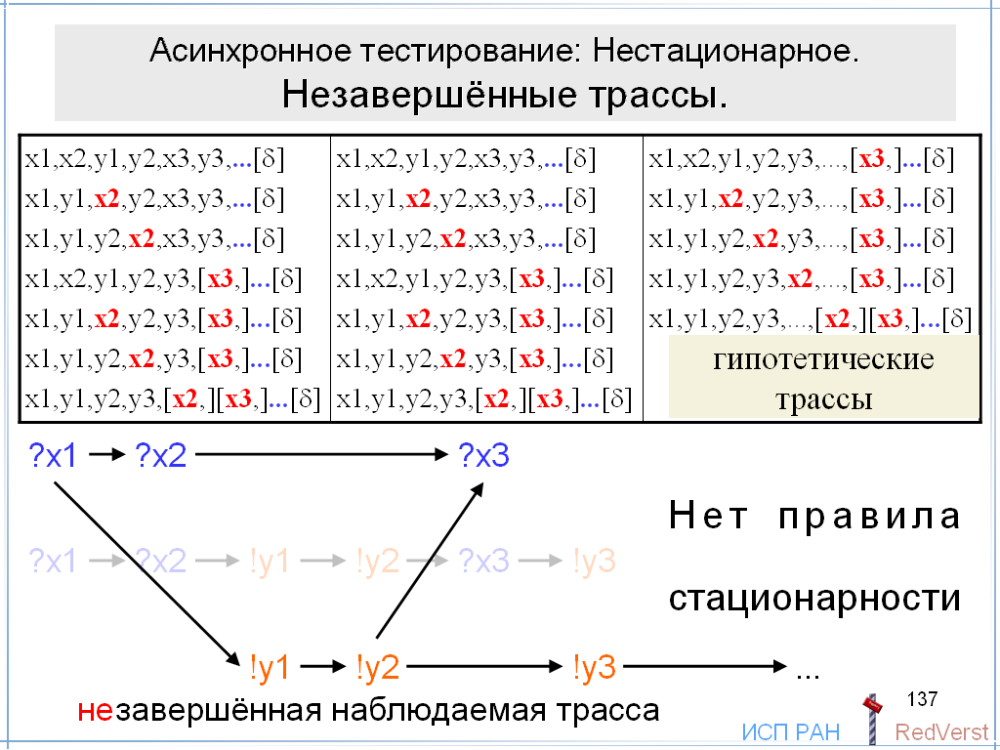 Асинхронное тестирование: Нестационарное.
Незавершённые трассы.
x1,x2,y1,y2,x3,y3,...[δ]
x1,y1,x2,y2,x3,y3,...[δ]
x1,y1,y2,x2,x3,y3,...[δ]
x1,x2,y1,y2,y3,[x3,]...[δ]
x1,y1,x2,y2,y3,[x3,]...[δ]
x1,y1,y2,x2,y3,[x3,]...[δ]
x1,y1,y2,y3,[x2,][x3,]...[δ]
x1,x2,y1,y2,x3,y3,...[δ]
x1,y1,x2,y2,x3,y3,...[δ]
x1,y1,y2,x2,x3,y3,...[δ]
x1,x2,y1,y2,y3,[x3,]...[δ]
x1,y1,x2,y2,y3,[x3,]...[δ]
x1,y1,y2,x2,y3,[x3,]...[δ]
x1,y1,y2,y3,[x2,][x3,]...[δ]
x1,x2,y1,y2,y3,...,[x3,]...[δ]
x1,y1,x2,y2,y3,...,[x3,]...[δ]
x1,y1,y2,x2,y3,...,[x3,]...[δ]
x1,y1,y2,y3,x2,...,[x3,]...[δ]
x1,y1,y2,y3,...,[x2,][x3,]...[δ]
гипотетические
трассы
?x1 ?x2 ?x3
Нет правила
?x1 ?x2 !y1 !y2 ?x3 !y3
стационарности
!y1 !y2 !y3 ...
незавершённая наблюдаемая трасса
137
ИСП РАН RedVerst